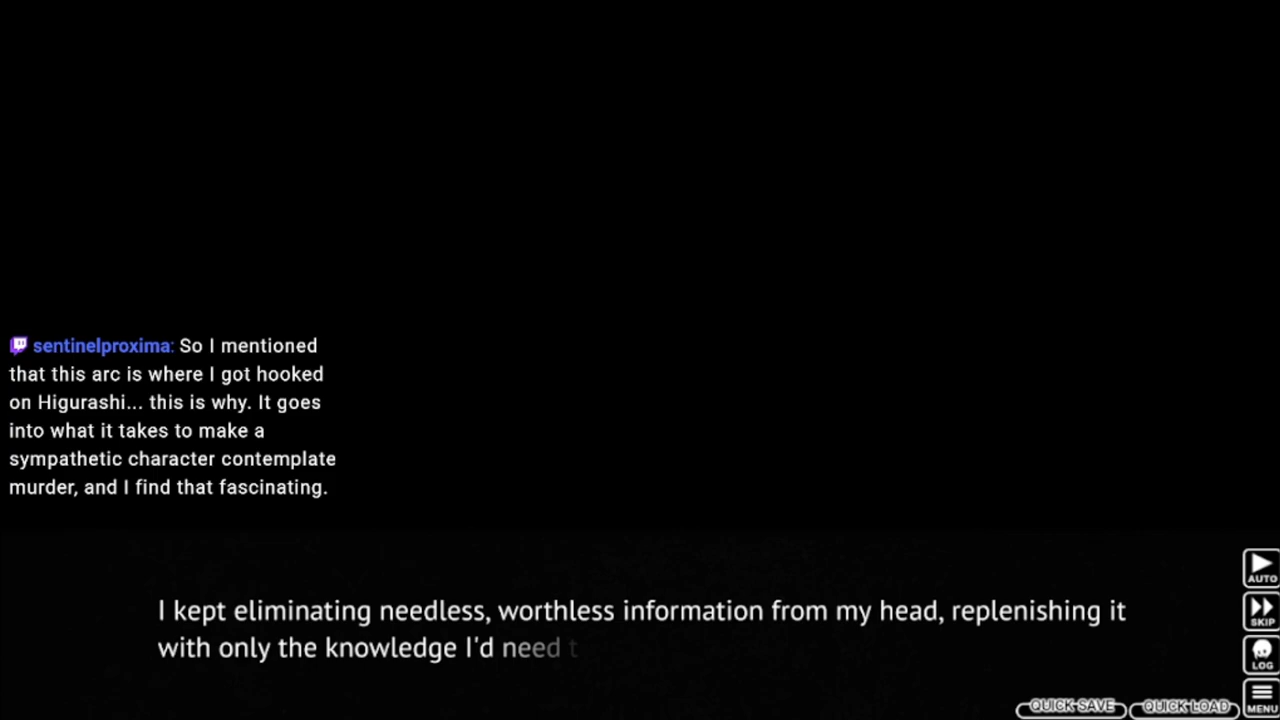 sentinelproxima: So I mentioned
that this arc is where I got hooked
on Higurashi... this is why. It goes
into what it takes to make a
sympathetic character contemplate
murder, and I find that fascinating.
I kept eliminating needless, worthless information from my head, replenishing it
with only the knowledge I'd need t
AUTO
SKIP
LOG
MENU
QUICK SAVE QUICK LOAD